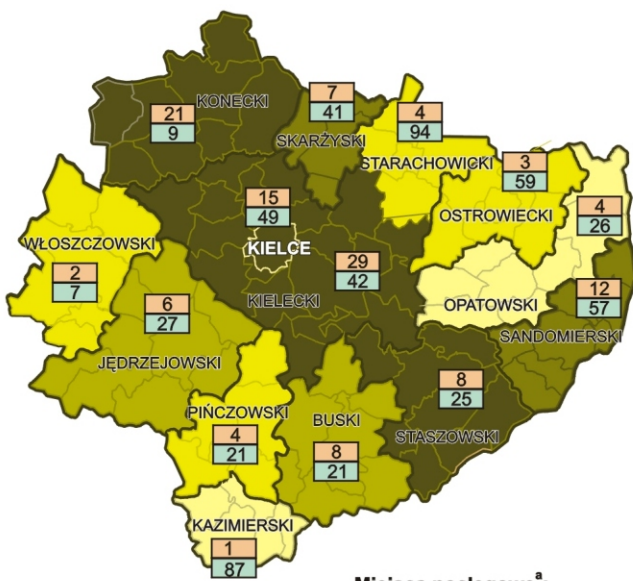 KONECKI
21
9
7
41
SKARŻYSKI
4
94
STARACHOWICKI
3
59
OSTROWIECKI
4
26
15
49
KIELCE
29
42
KIELECKI
WŁOSZCZOWSKI
2
7
OPATOWSKI
12
57
SANDOMIERSKI
6
27
JĘDRZEJOWSKI
8
25
STASZOWSKI
PIŃCZOWSKI
4
21
BUSKI
8
21
KAZIMIERSKI
1
87